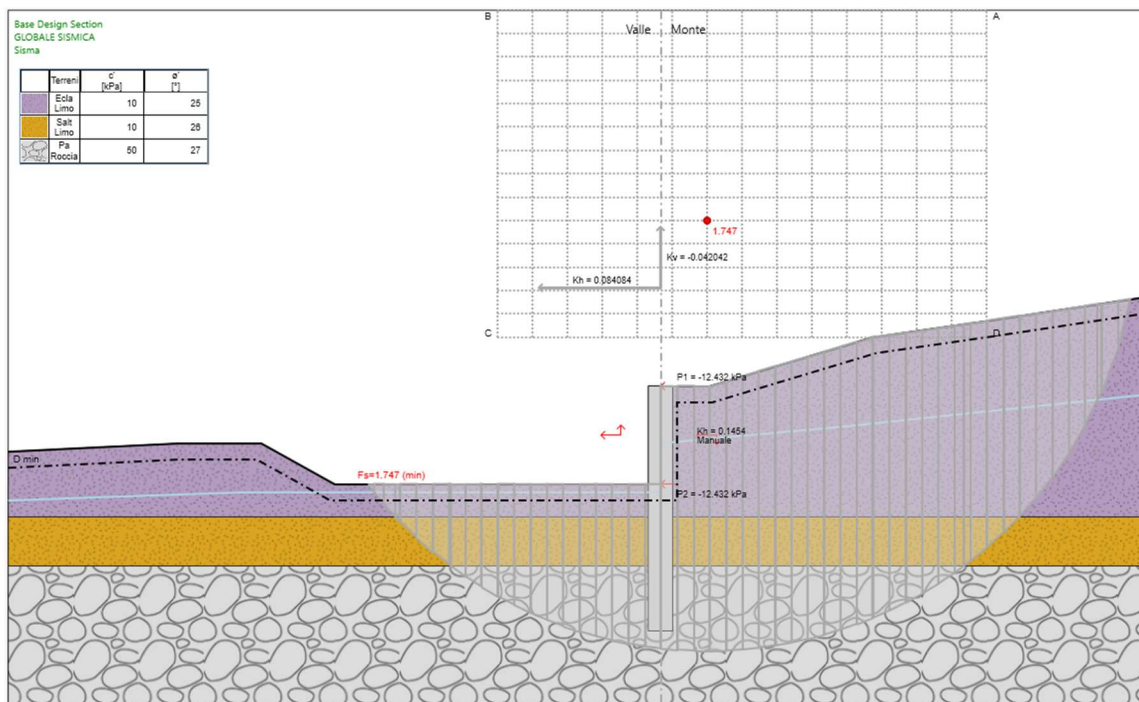 Base Design Section
GLOBALE SISMICA
Sisma
Terreni c' [kPa] ø' [°]
Ecla Limo 10 25
Salt Limo 10 26
Pa Roccia 50 27
B
A
Valle Monte
1.747
Kv = -0.042042
Kh = 0.084084
C
D
P1 = -12.432 kPa
Kh = 0.1454
Manuale
D min
Fs=1.747 (min)
P2 = -12.432 kPa